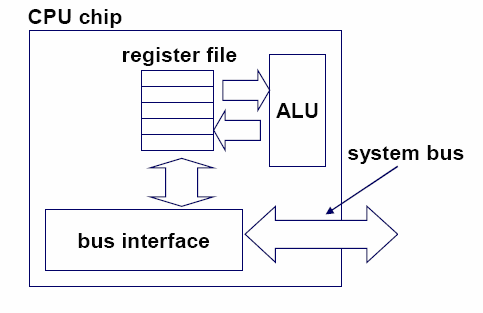 CPU chip
register file
ALU
system bus
bus interface